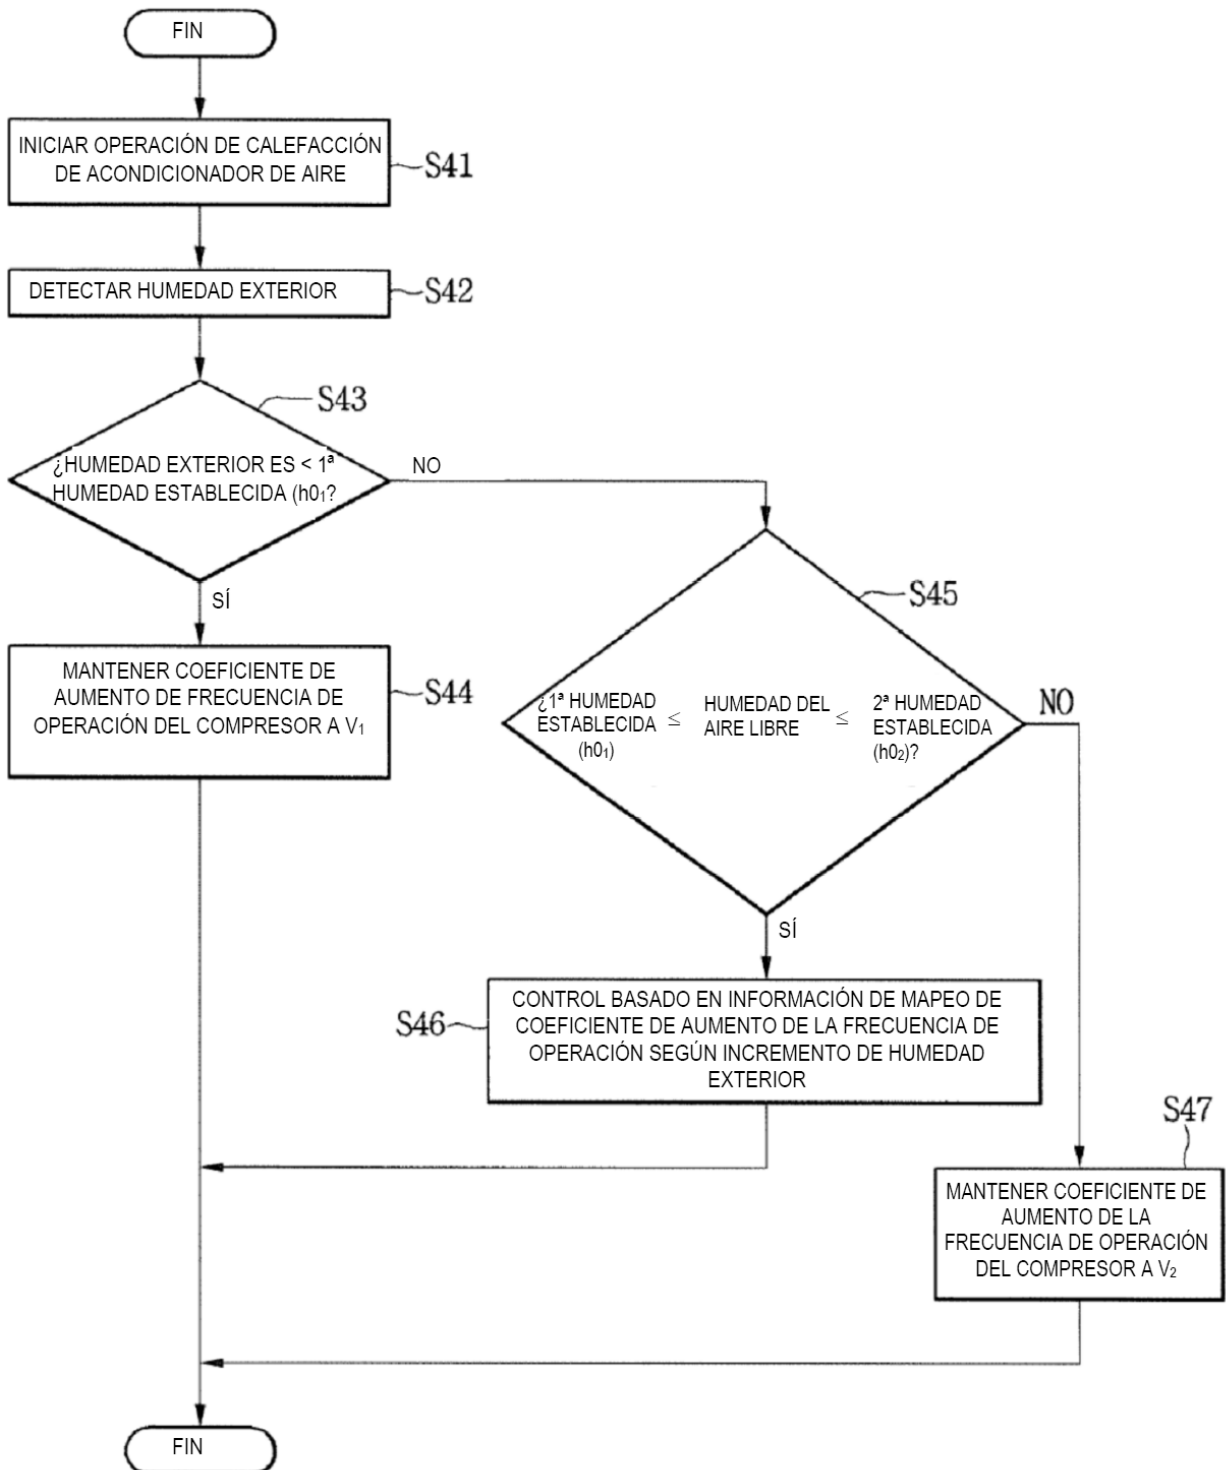 FIN
INICIAR OPERACIÓN DE CALEFACCIÓN
DE ACONDICIONADOR DE AIRE
S41
DETECTAR HUMEDAD EXTERIOR
S42
S43
¿HUMEDAD EXTERIOR ES < 1ª
HUMEDAD ESTABLECIDA (h0₁?
NO
SÍ
MANTENER COEFICIENTE DE
AUMENTO DE FRECUENCIA DE
OPERACIÓN DEL COMPRESOR A V₁
S44
S45
¿1ª HUMEDAD
ESTABLECIDA
(h0₁)
≤
HUMEDAD DEL
AIRE LIBRE
≤
2ª HUMEDAD
ESTABLECIDA
(h0₂)?
NO
SÍ
S46
CONTROL BASADO EN INFORMACIÓN DE MAPEO DE
COEFICIENTE DE AUMENTO DE LA FRECUENCIA DE
OPERACIÓN SEGÚN INCREMENTO DE HUMEDAD
EXTERIOR
S47
MANTENER COEFICIENTE DE
AUMENTO DE LA
FRECUENCIA DE OPERACIÓN
DEL COMPRESOR A V₂
FIN